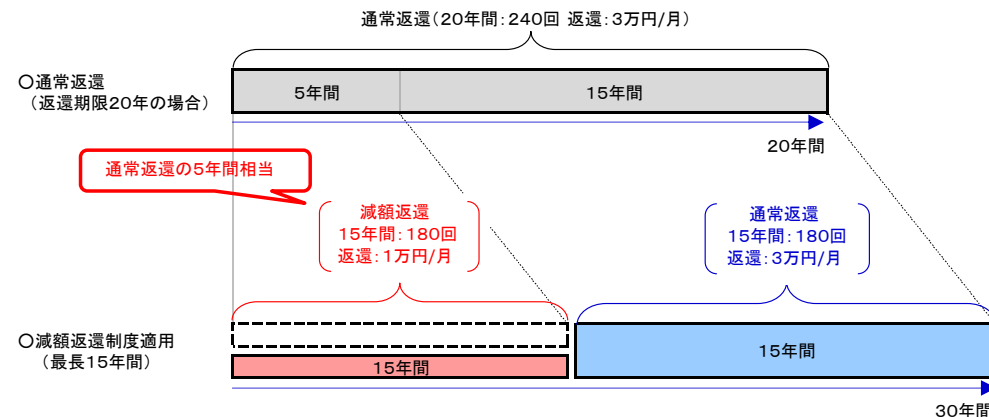 通常返還(20年間:240回 返還:3万円/月)
〇通常返還
(返還期限20年の場合)
5年間
15年間
20年間
通常返還の5年間相当
減額返還
15年間:180回
返還:1万円/月
通常返還
15年間:180回
返還:3万円/月
〇減額返還制度適用
(最長15年間)
15年間
15年間
30年間